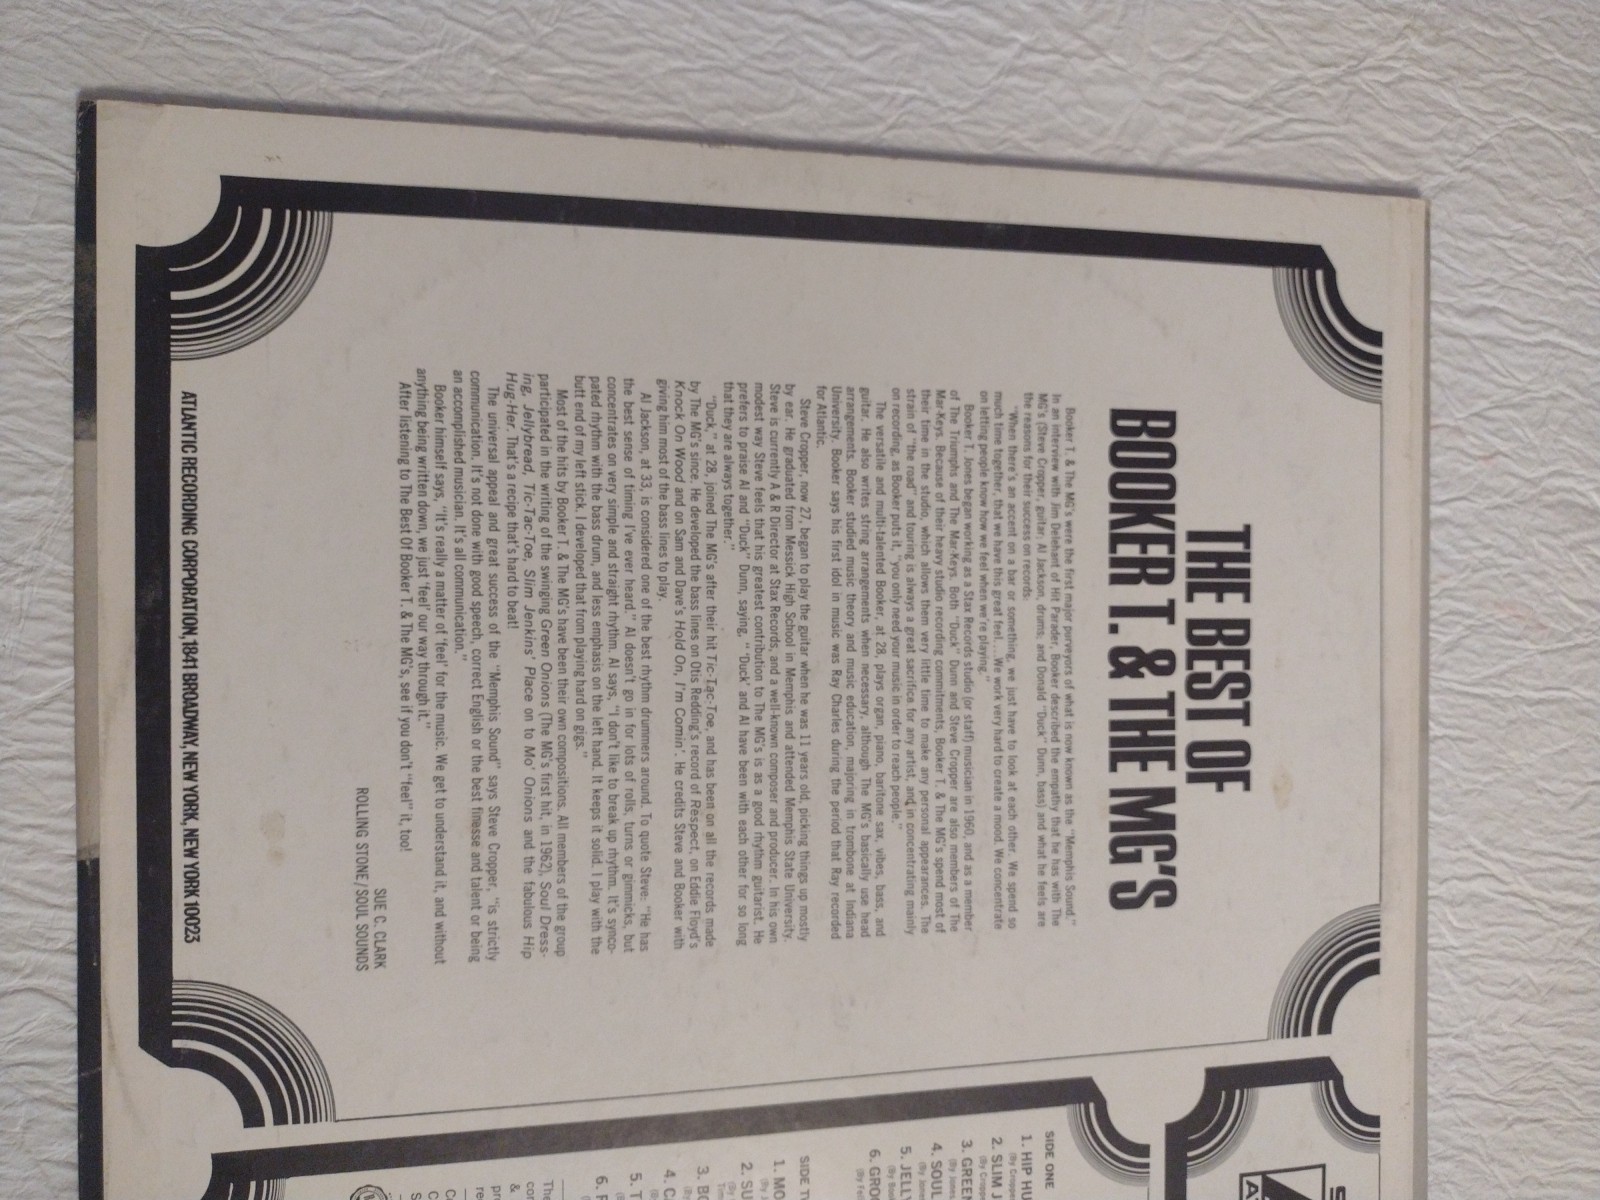 THE BEST OF
BOOKER T. & THE MG'S
Booker T. & The MG's were the first major purveyors of what is now known as the "Memphis Sound."
In an interview with Jim Delehant of Hit Parader, Booker described the empathy that he has with The
MG's (Steve Cropper, guitar; Al Jackson, drums; and Donald "Duck" Dunn, bass) and what he feels are
the reasons for their success on records:
"When there's an accent on a bar or something, we just have to look at each other. We spend so
much time together, that we have this great feel...We work very hard to create a mood. We concentrate
on letting people know how we feel when we're playing."
Booker T. Jones began working as a Stax Records studio (or staff) musician in 1960, and as a member
of The Triumphs and The Mar-Keys. Both "Duck" Dunn and Steve Cropper are also members of The
Mar-Keys. Because of their heavy studio recording commitments, Booker T. & The MG's spend most of
their time in the studio, which allows them very little time to make any personal appearances. The
strain of "the road" and touring is always a great sacrifice for any artist and in concentrating mainly
on recording, as Booker puts it, "you only need your music in order to reach people."
The versatile and multi-talented Booker, at 28, plays organ, piano, baritone sax, vibes, bass, and
guitar. He also writes string arrangements when necessary, although The MG's basically use head
arrangements. Booker studied music theory and music education, majoring in trombone at Indiana
University. Booker says his first idol in music was Ray Charles during the period that Ray recorded
for Atlantic.
Steve Cropper, now 27, began to play the guitar when he was 11 years old, picking things up mostly
by ear. He graduated from Messick High School in Memphis and attended Memphis State University.
Steve is currently A & R Director at Stax Records, and a well-known composer and producer. In his own
modest way Steve feels that his greatest contribution to The MG's is as a good rhythm guitarist. He
prefers to praise Al and "Duck" Dunn, saying, "'Duck' and Al have been with each other for so long
that they are always together."
"Duck," at 28, joined The MG's after their hit Tic-Tac-Toe, and has been on all the records made
by The MG's since. He developed the bass lines on Otis Redding's record of Respect, on Eddie Floyd's
Knock On Wood and on Sam and Dave's Hold On, I'm Comin'. He credits Steve and Booker with
giving him most of the bass lines to play.
Al Jackson, at 33, is considered one of the best rhythm drummers around. To quote Steve: "He has
the best sense of timing I've ever heard." Al doesn't go in for lots of rolls, turns or gimmicks, but
concentrates on very simple and straight rhythm. Al says, "I don't like to break up rhythm. It's synco-
pated rhythm with the bass drum, and less emphasis on the left hand. It keeps it solid. I play with the
butt end of my left stick. I developed that from playing hard on gigs."
Most of the hits by Booker T. & The MG's have been their own compositions. All members of the group
participated in the writing of the swinging Green Onions (The MG's first hit, in 1962), Soul Dress-
ing, Jellybread, Tic-Tac-Toe, Slim Jenkins' Place on to Mo' Onions and the fabulous Hip
Hug-Her. That's a recipe that's hard to beat!
The universal appeal and great success of the "Memphis Sound" says Steve Cropper, "is strictly
communication. It's not done with good speech, correct English or the best finesse and talent or being
an accomplished musician. It's all communication."
Booker himself says, "It's really a matter of 'feel' for the music. We get to understand it, and without
anything being written down, we just 'feel' our way through it."
After listening to The Best Of Booker T. & The MG's, see if you don't "feel" it, too!
SUE C. CLARK
ROLLING STONE/SOUL SOUNDS
ATLANTIC RECORDING CORPORATION, 1841 BROADWAY, NEW YORK, NEW YORK 10023
SIDE ONE
1. HIP HU
2. SLIM J
3. GREEN
4. SOUL
5. JELLY
6. GROO
SIDE TW
1. MO
2. SU
3. BO
4. C
5. T
6. F